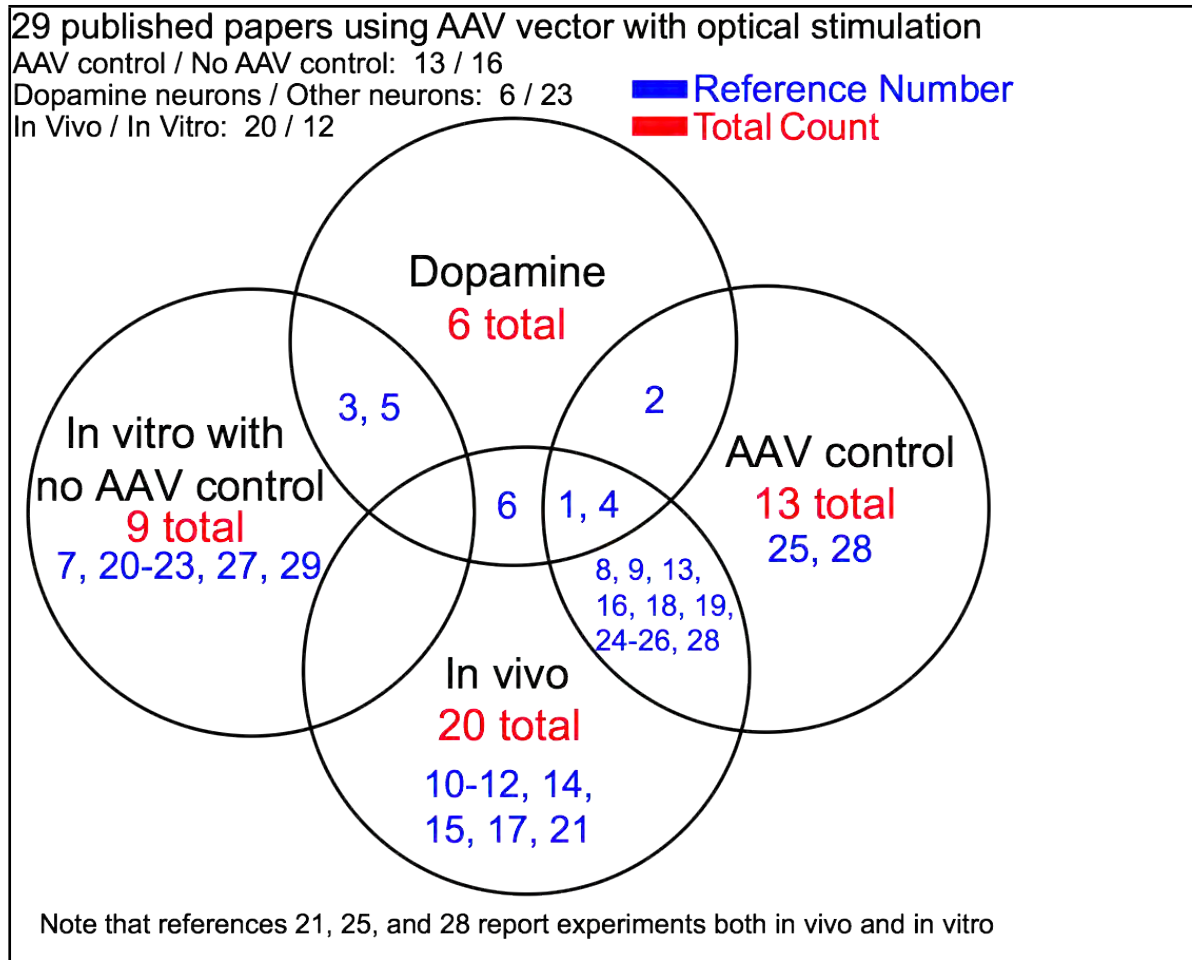 29 published papers using AAV vector with optical stimulation
AAV control / No AAV control:  13 / 16
Dopamine neurons / Other neurons:  6 / 23
In Vivo / In Vitro:  20 / 12
Reference Number
Total Count
Dopamine
6 total
3, 5
2
In vitro with
no AAV control
9 total
7, 20-23, 27, 29
AAV control
13 total
25, 28
6
1, 4
8, 9, 13,
16, 18, 19,
24-26, 28
In vivo
20 total
10-12, 14,
15, 17, 21
Note that references 21, 25, and 28 report experiments both in vivo and in vitro